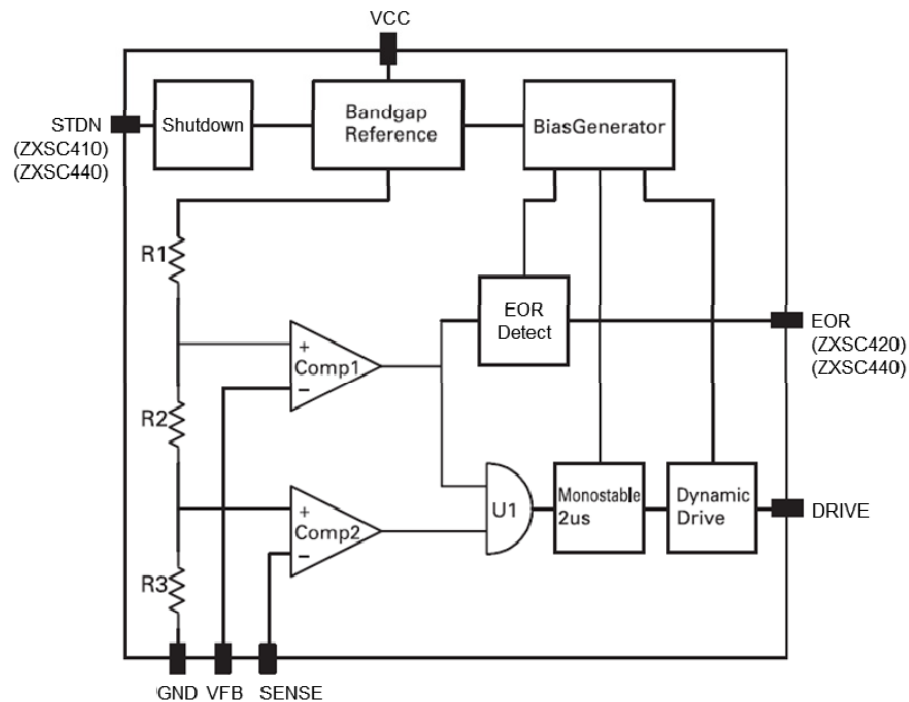 VCC
STDN
(ZXSC410)
(ZXSC440)
Shutdown
Bandgap
Reference
BiasGenerator
R1
EOR
Detect
EOR
(ZXSC420)
(ZXSC440)
+
Comp1
−
R2
+
Comp2
−
U1
Monostable
2us
Dynamic
Drive
DRIVE
R3
GND VFB SENSE